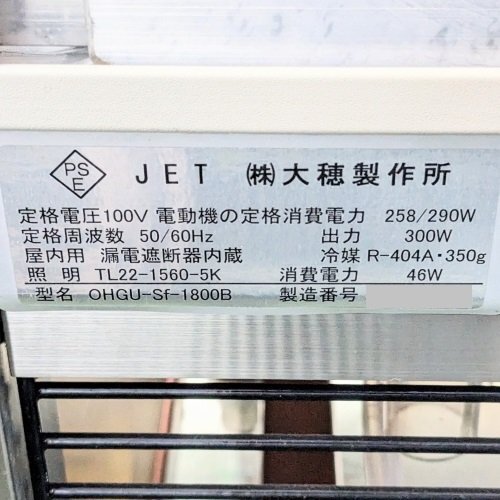 PS
E
JET ㈱大穂製作所
定格電圧100V 電動機の定格消費電力 258/290W
定格周波数 50/60Hz 出力 300W
屋内用 漏電遮断器内蔵 冷媒 R-404A・350g
照明 TL22-1560-5K 消費電力 46W
型名 OHGU-Sf-1800B 製造番号